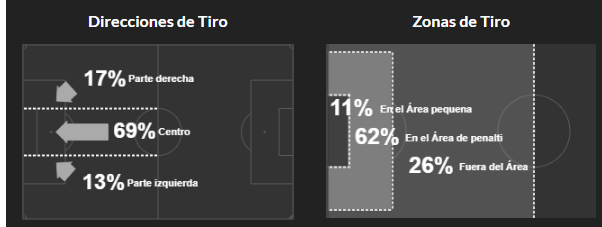 Direcciones de Tiro
17% Parte derecha
69% Centro
13% Parte izquierda
Zonas de Tiro
11% En el Área pequena
62% En el Área de penalti
26% Fuera del Área